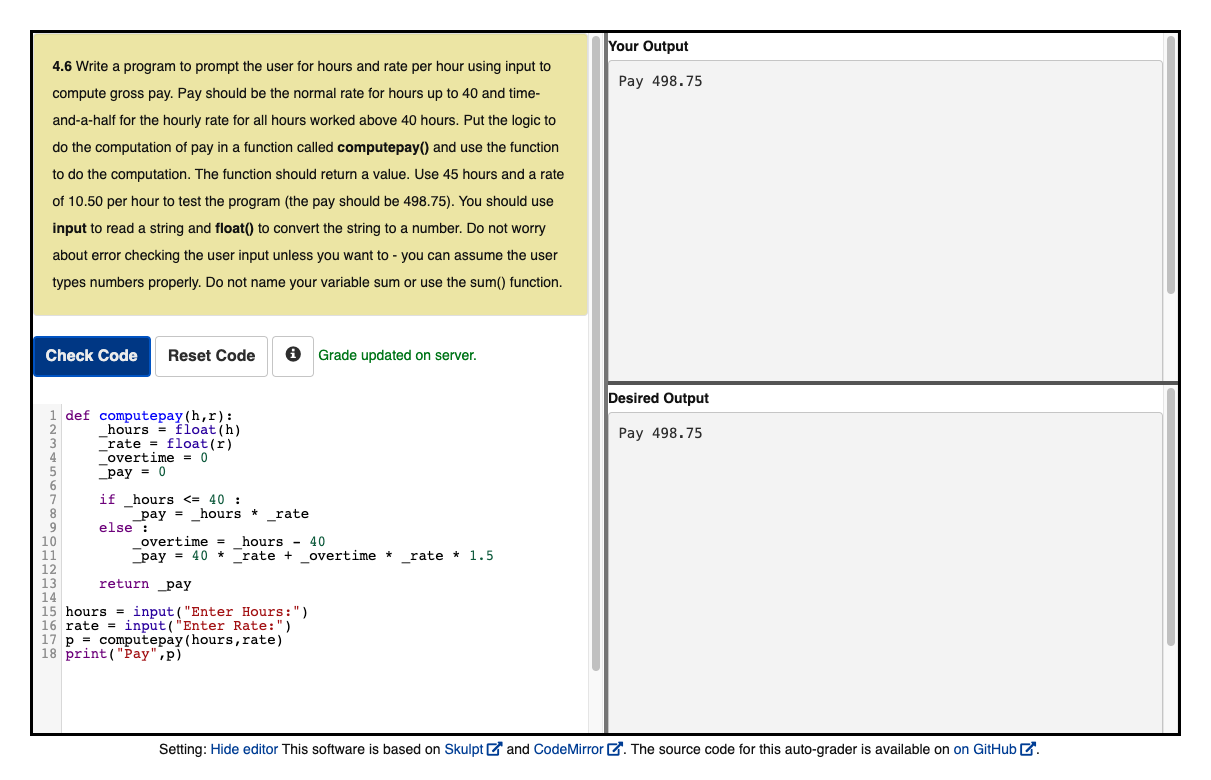 4.6 Write a program to prompt the user for hours and rate per hour using input to
compute gross pay. Pay should be the normal rate for hours up to 40 and time-
and-a-half for the hourly rate for all hours worked above 40 hours. Put the logic to
do the computation of pay in a function called computepay() and use the function
to do the computation. The function should return a value. Use 45 hours and a rate
of 10.50 per hour to test the program (the pay should be 498.75). You should use
input to read a string and float() to convert the string to a number. Do not worry
about error checking the user input unless you want to - you can assume the user
types numbers properly. Do not name your variable sum or use the sum() function.
Check Code Reset Code Grade updated on server.
1 def computepay(h,r):
2     _hours = float(h)
3     _rate = float(r)
4     _overtime = 0
5     _pay = 0
6
7     if _hours <= 40 :
8         _pay = _hours * _rate
9     else :
10         _overtime = _hours - 40
11         _pay = 40 * _rate + _overtime * _rate * 1.5
12
13     return _pay
14
15 hours = input("Enter Hours:")
16 rate = input("Enter Rate:")
17 p = computepay(hours,rate)
18 print("Pay",p)
Your Output
Pay 498.75
Desired Output
Pay 498.75
Setting: Hide editor This software is based on Skulpt and CodeMirror. The source code for this auto-grader is available on on GitHub.